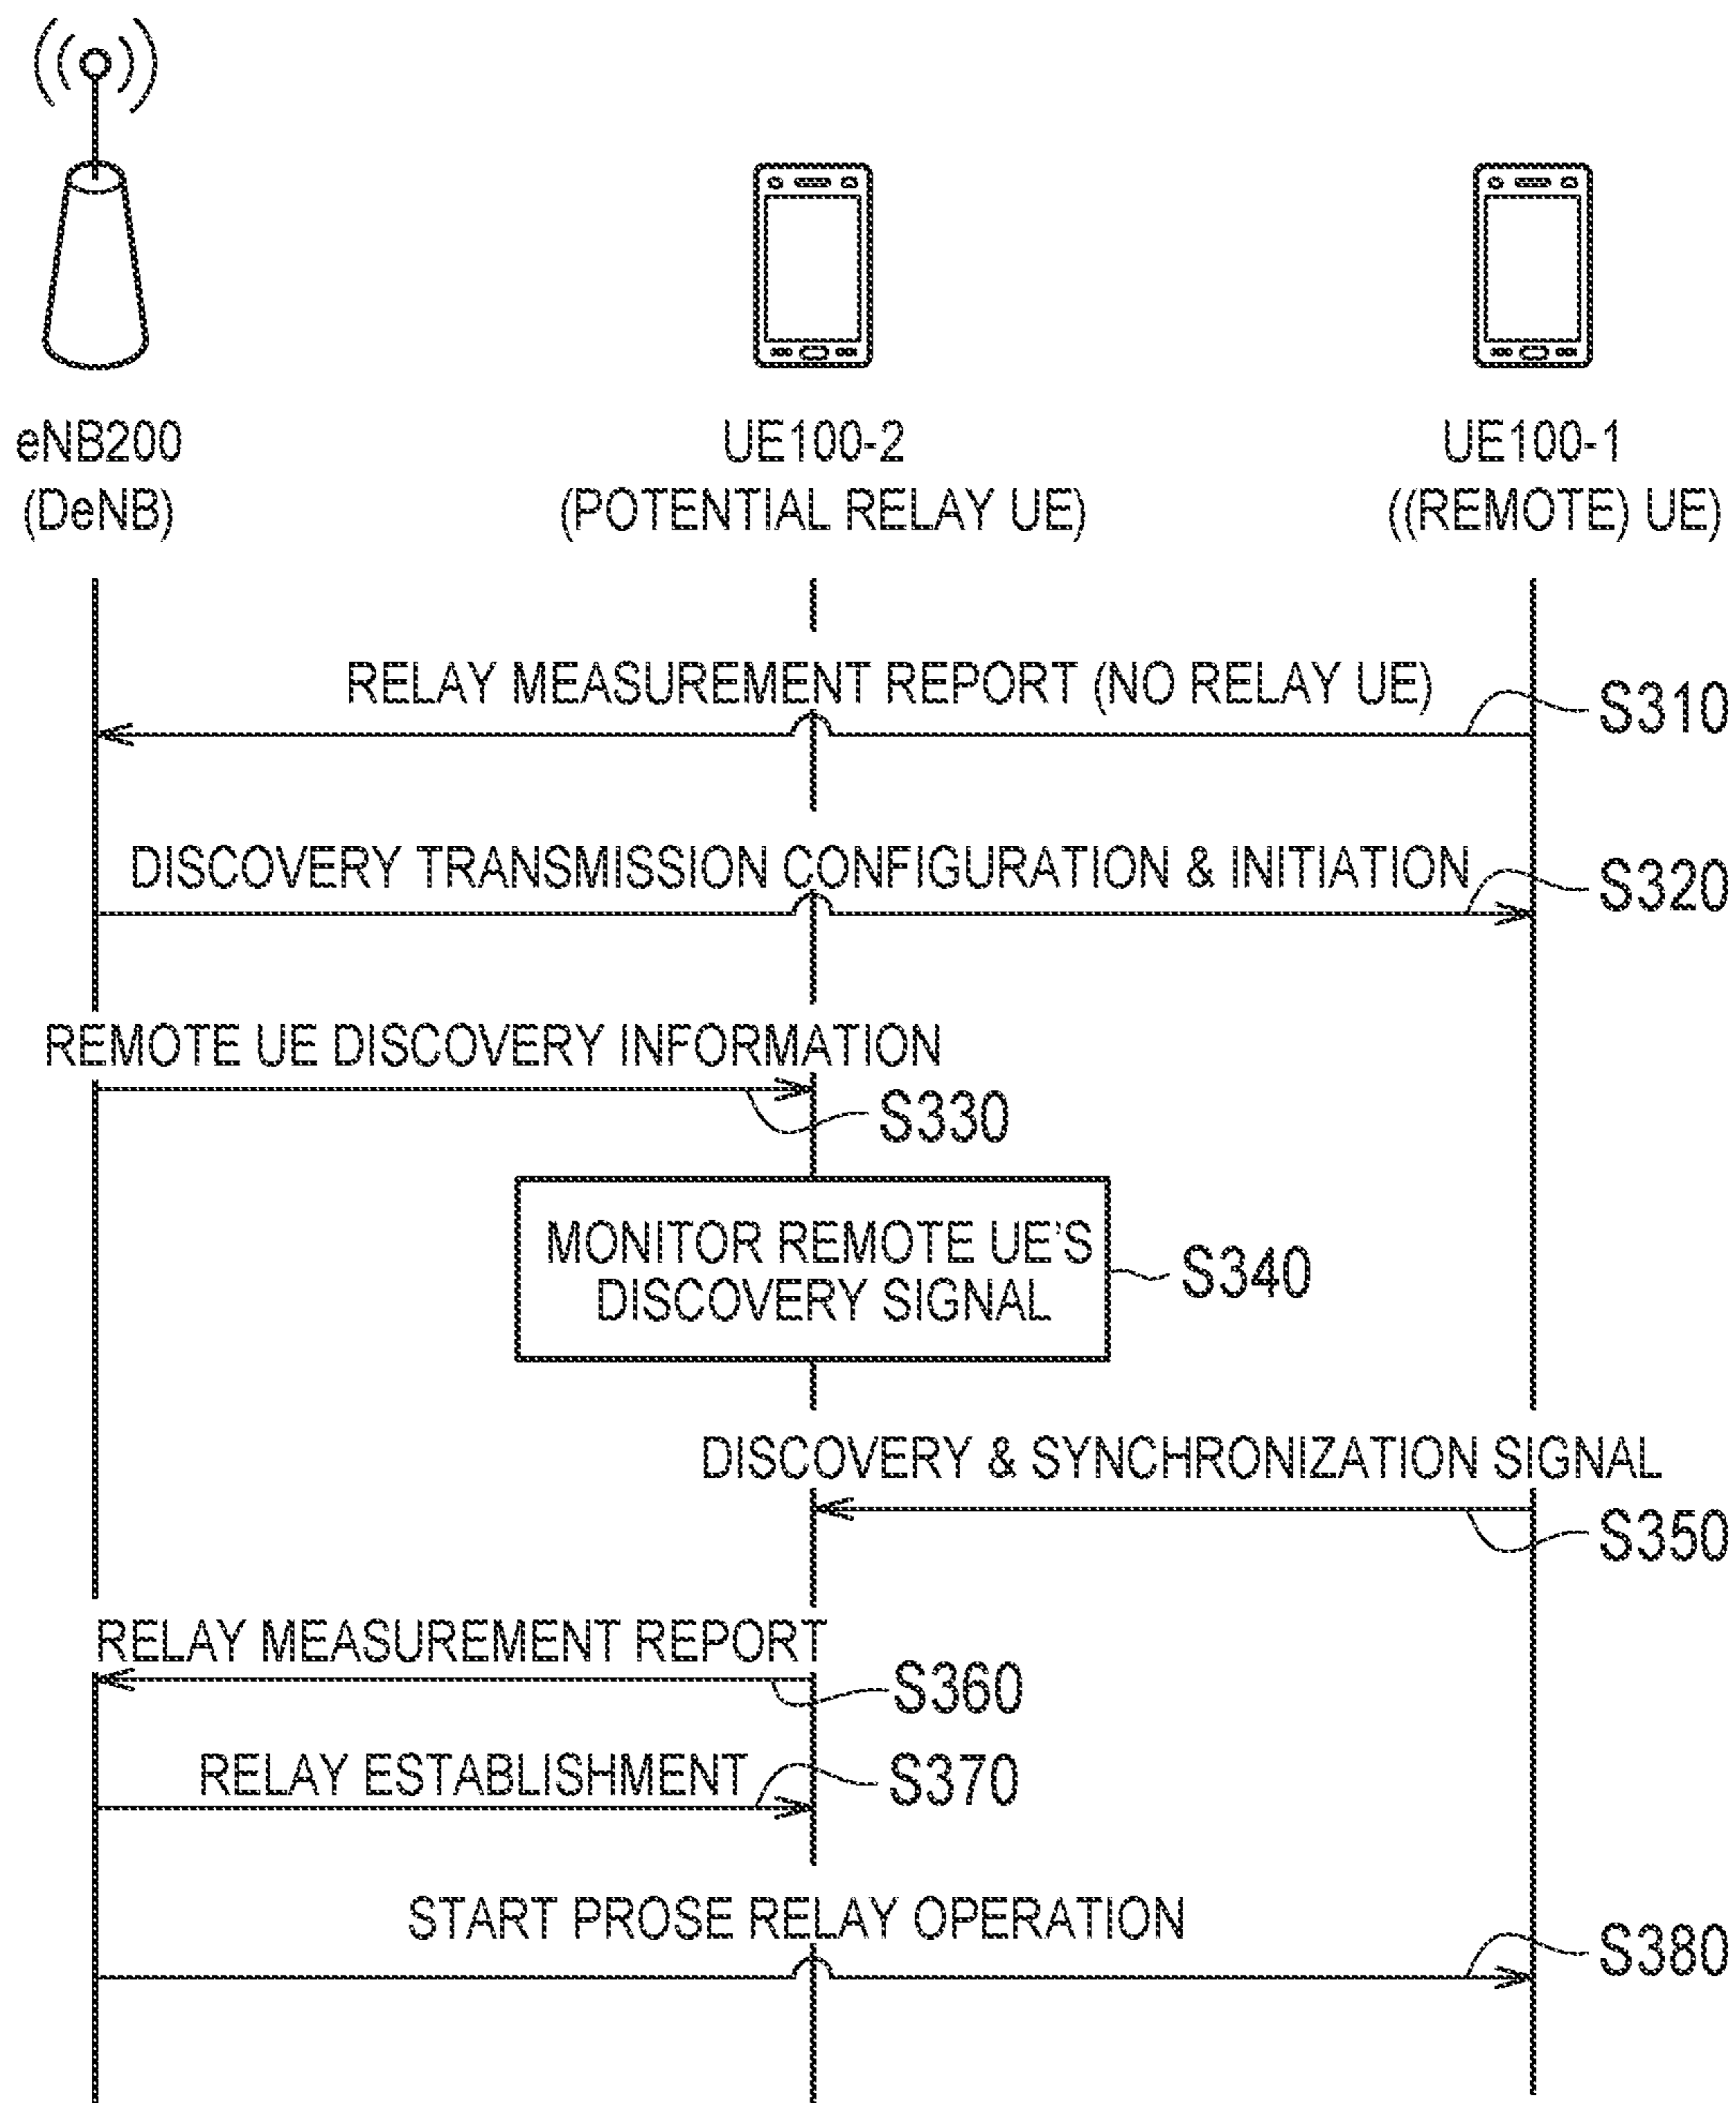 eNB200
(DeNB)
UE100-2
(POTENTIAL RELAY UE)
UE100-1
((REMOTE) UE)
RELAY MEASUREMENT REPORT (NO RELAY UE)
S310
DISCOVERY TRANSMISSION CONFIGURATION & INITIATION
S320
REMOTE UE DISCOVERY INFORMATION
S330
MONITOR REMOTE UE'S
DISCOVERY SIGNAL
S340
DISCOVERY & SYNCHRONIZATION SIGNAL
S350
RELAY MEASUREMENT REPORT
S360
RELAY ESTABLISHMENT
S370
START PROSE RELAY OPERATION
S380